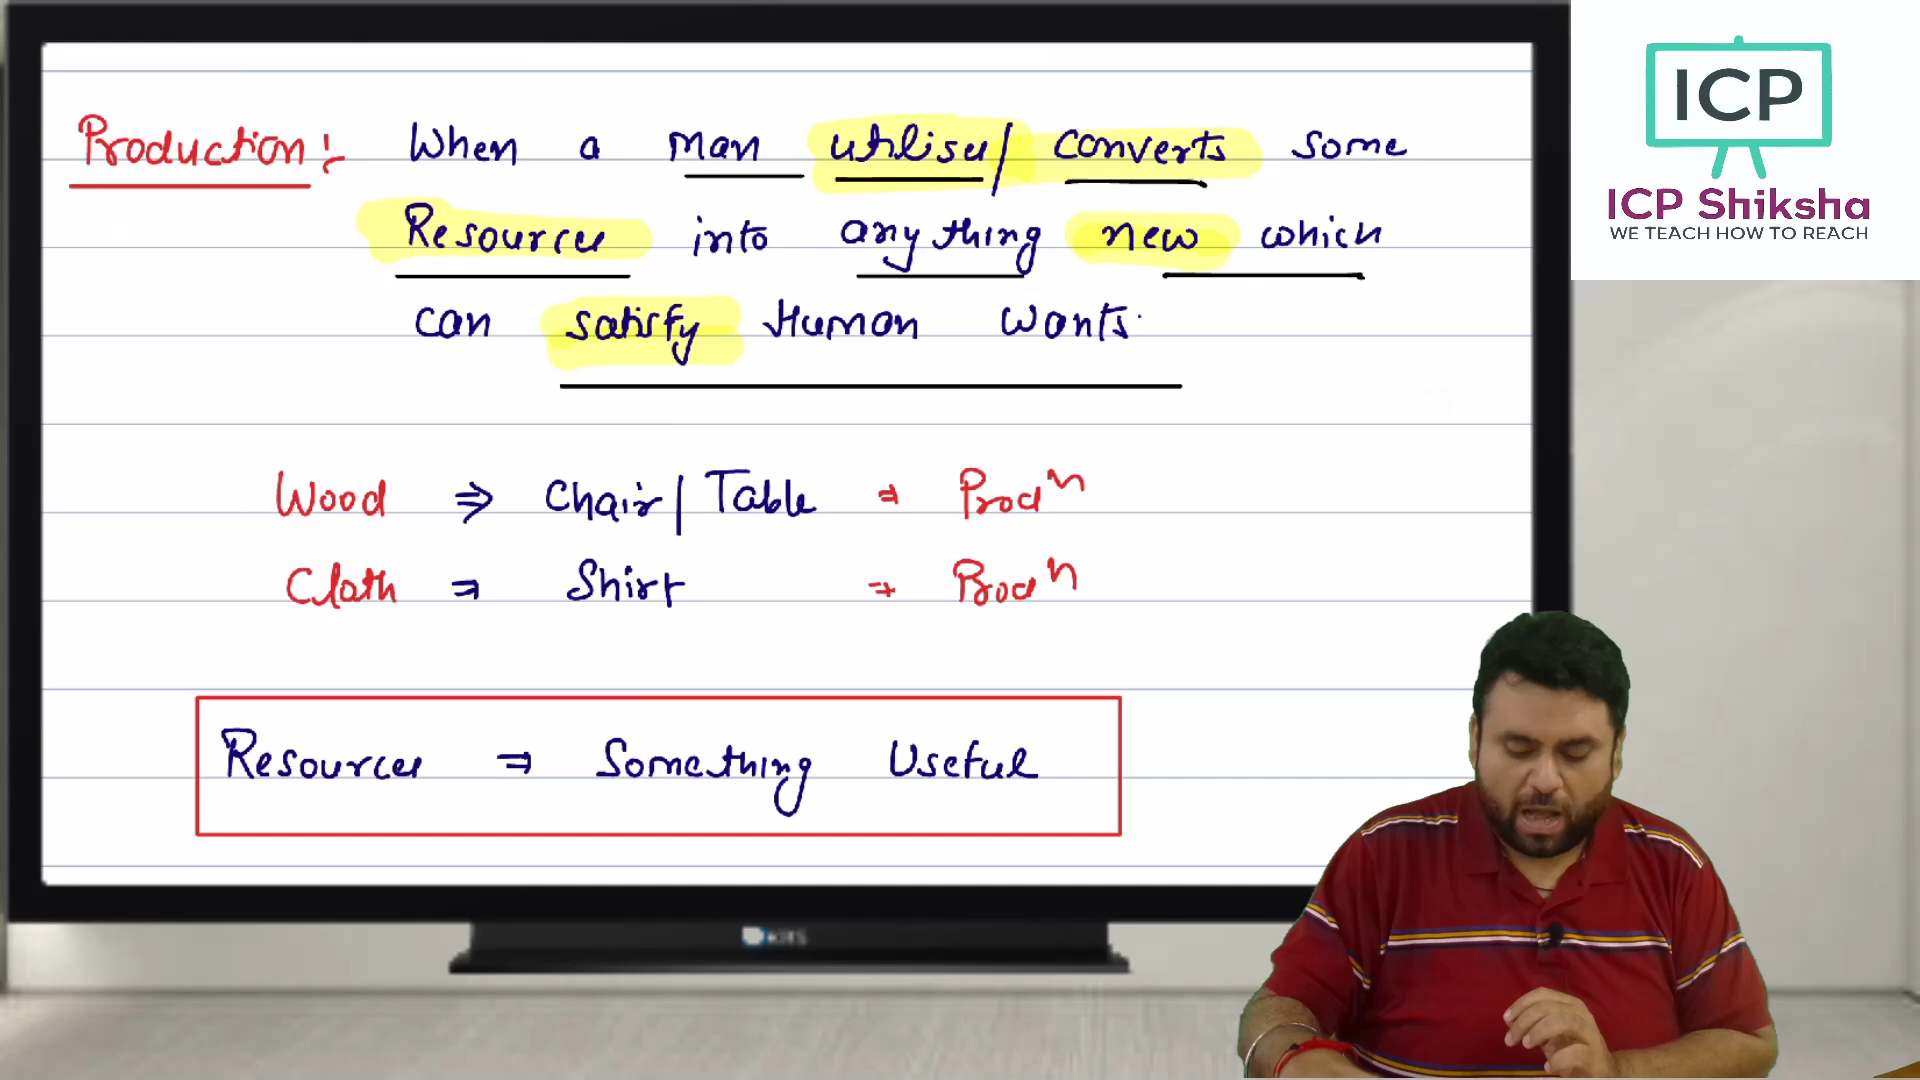 Production:- When a man utilises/ converts some
Resources into anything new which
can satisfy Human wants.
Wood ⇒ Chair/Table ⇒ Prodⁿ
Cloth ⇒ Shirt ⇒ Prodⁿ
Resources ⇒ Something Useful
ICP
ICP Shiksha
WE TEACH HOW TO REACH